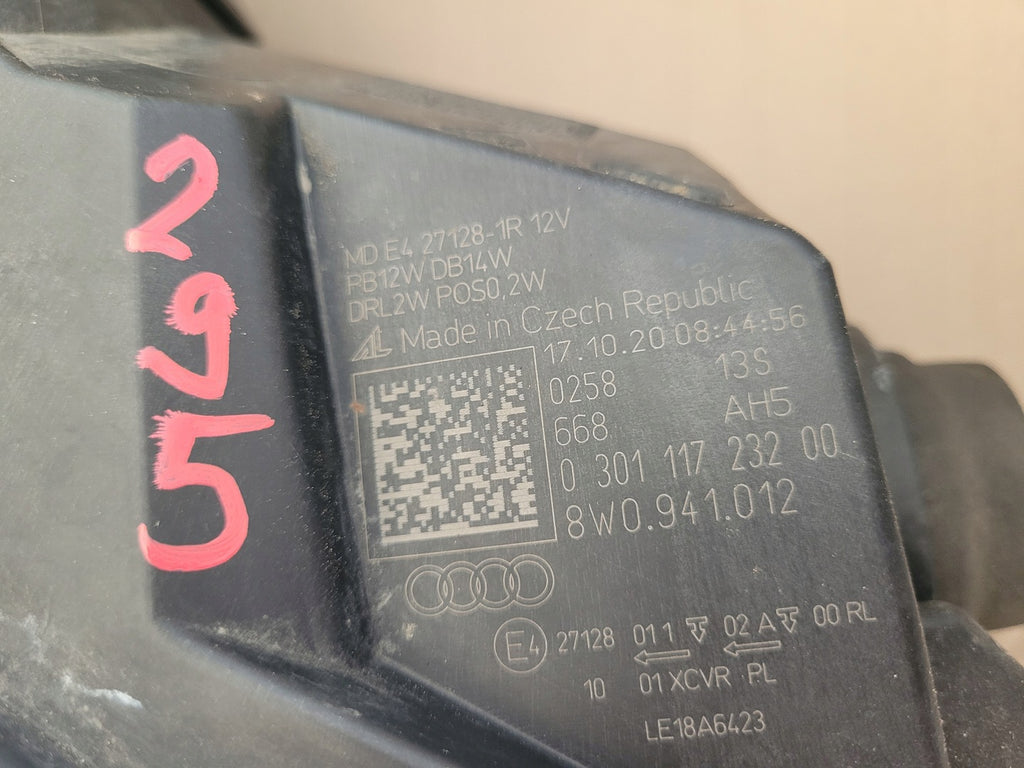 295
MD E4 27128-1R 12V
PB12W DB14W
DRL2W POS0,2W
AL Made in Czech Republic
17.10.20 08:44:56
0258 13S
668 AH5
0 301 117 232 00
8W0.941.012
E4 27128 01 1 02 A 00 RL
10 01 XCVR PL
LE18A6423